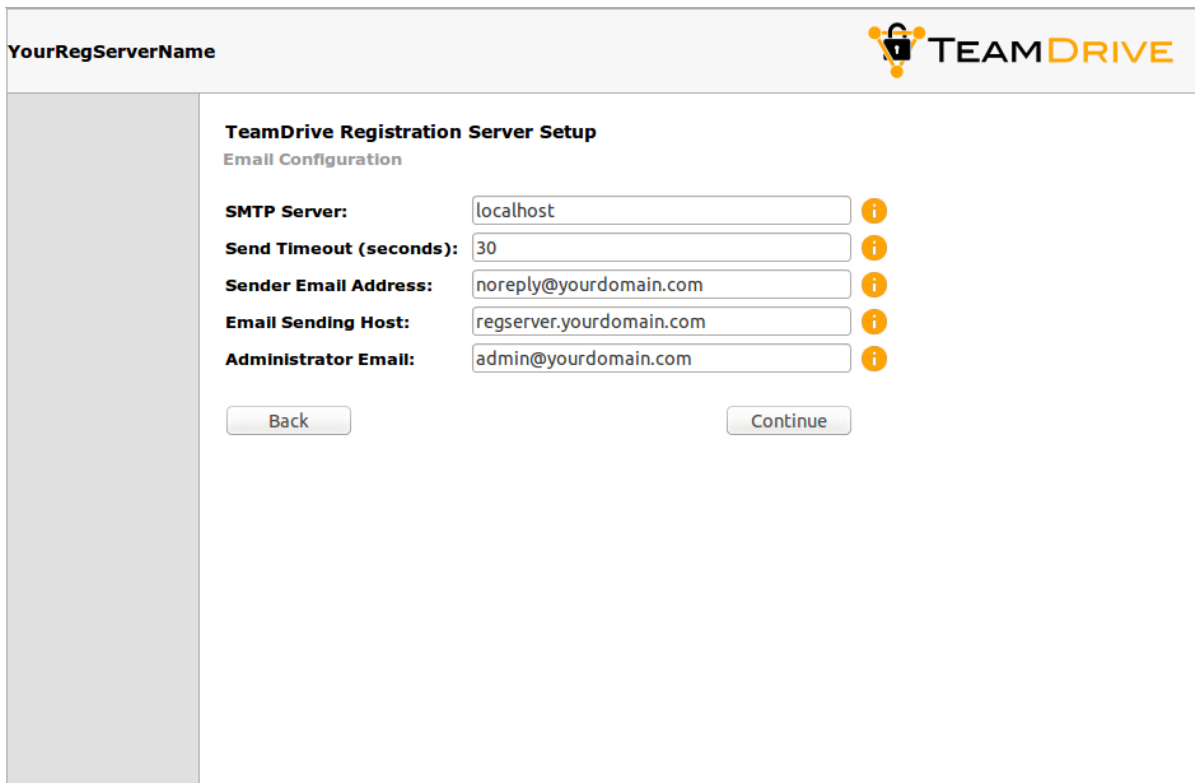 YourRegServerName
TEAMDRIVE
TeamDrive Registration Server Setup
Email Configuration
SMTP Server: localhost
Send Timeout (seconds): 30
Sender Email Address: noreply@yourdomain.com
Email Sending Host: regserver.yourdomain.com
Administrator Email: admin@yourdomain.com
Back Continue